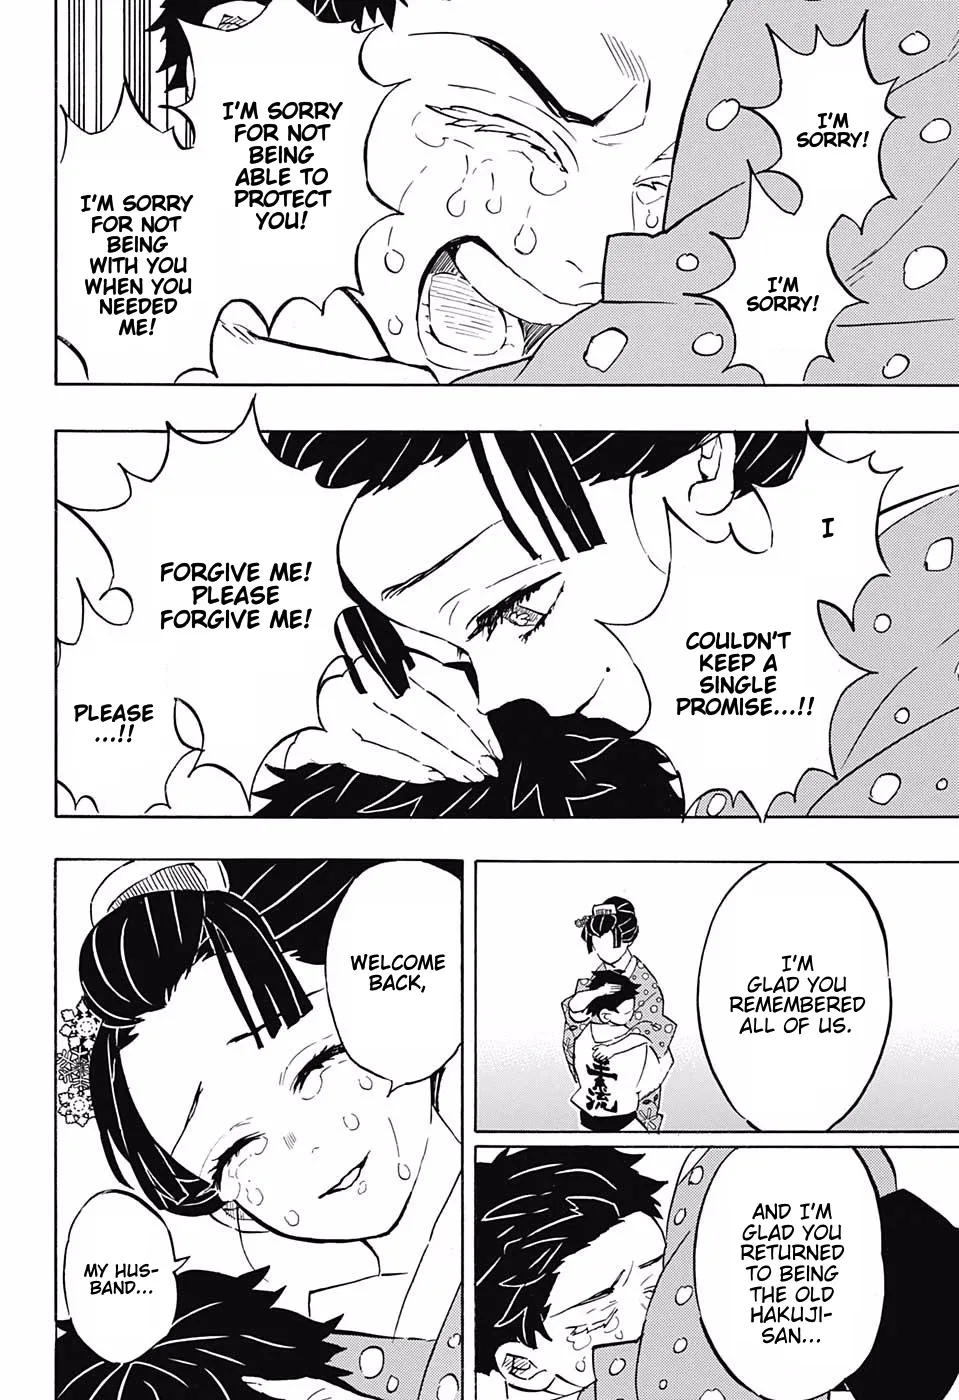 I'M
SORRY!
I'M
SORRY!
I'M SORRY
FOR NOT
BEING
ABLE TO
PROTECT
YOU!
I'M SORRY
FOR NOT
BEING
WITH YOU
WHEN YOU
NEEDED
ME!
I
COULDN'T
KEEP A
SINGLE
PROMISE...!!
FORGIVE ME!
PLEASE
FORGIVE ME!
PLEASE
...!!
I'M
GLAD YOU
REMEMBERED
ALL OF US.
素流
AND I'M
GLAD YOU
RETURNED
TO BEING
THE OLD
HAKUJI-
SAN...
WELCOME
BACK,
MY HUS-
BAND...